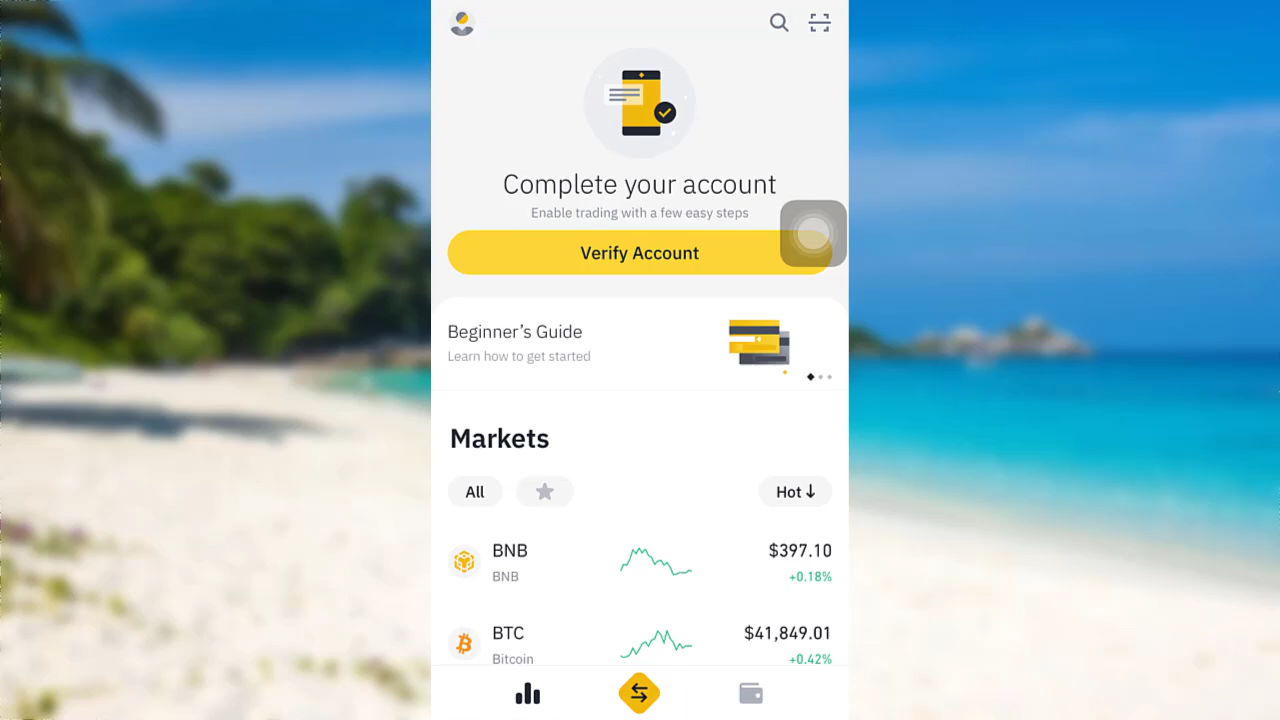 Complete your account
Enable trading with a few easy steps
Verify Account
Beginner’s Guide
Learn how to get started
Markets
All
Hot↓
BNB
$397.10
BNB
+0.18%
BTC
$41,849.01
Bitcoin
+0.42%